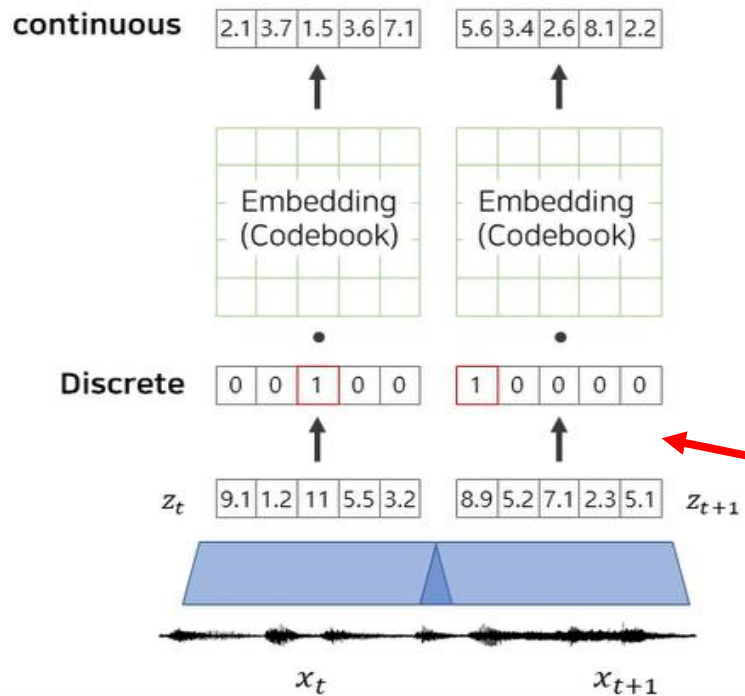 continuous 2.1 3.7 1.5 3.6 7.1 5.6 3.4 2.6 8.1 2.2
Embedding Embedding
(Codebook) (Codebook)
Discrete 0 0 1 0 0 1 0 0 0 0
z_t 9.1 1.2 11 5.5 3.2 8.9 5.2 7.1 2.3 5.1 z_{t+1}
x_t x_{t+1}